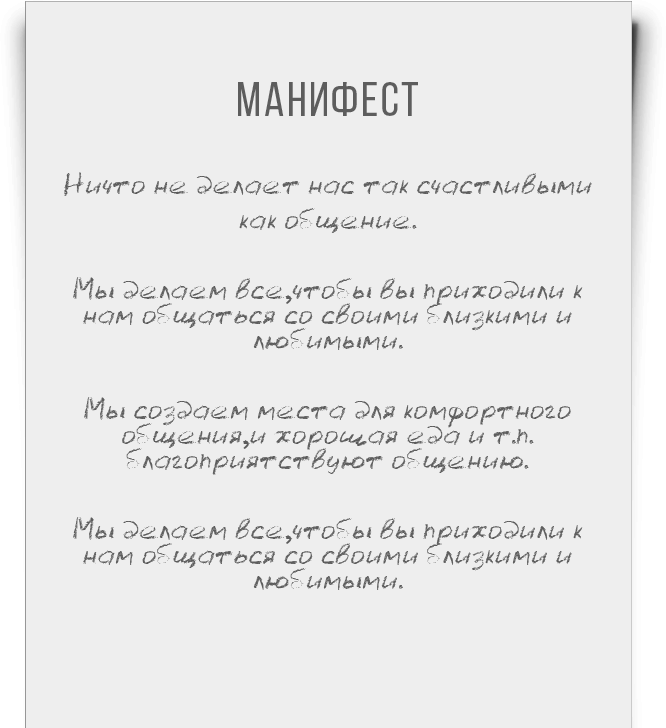 МАНИФЕСТ
Ничто не делает нас так счастливыми
как общение.
Мы делаем все,чтобы вы приходили к
нам общаться со своими близкими и
любимыми.
Мы создаем места для комфортного
общения,и хорошая еда и т.п.
благоприятствуют общению.
Мы делаем все,чтобы вы приходили к
нам общаться со своими близкими и
любимыми.